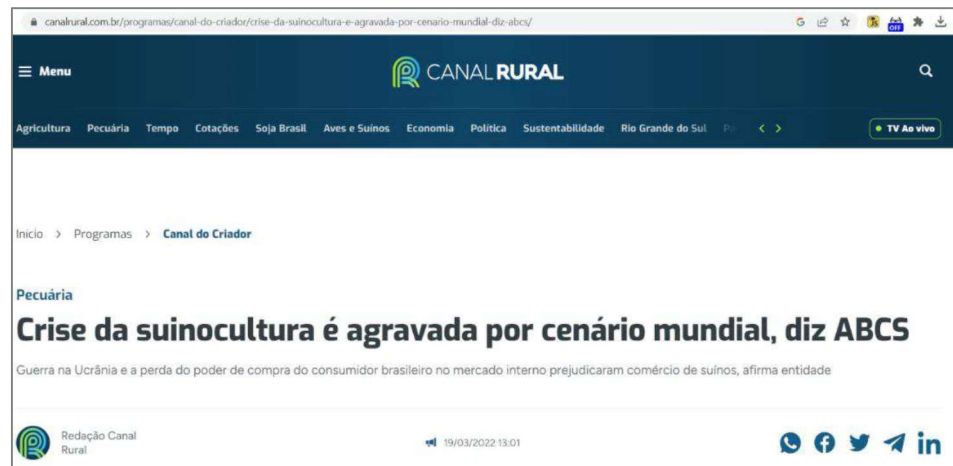 canalrural.com.br/programas/canal-do-criador/crise-da-suinocultura-e-agravada-por-cenario-mundial-diz-abcs/
OFF
Menu
CANAL RURAL
Agricultura Pecuária Tempo Cotações Soja Brasil Aves e Suínos Economia Política Sustentabilidade Rio Grande do Sul
TV Ao vivo
Inicio > Programas > Canal do Criador
Pecuária
Crise da suinocultura é agravada por cenário mundial, diz ABCS
Guerra na Ucrânia e a perda do poder de compra do consumidor brasileiro no mercado interno prejudicaram comércio de suínos, afirma entidade
Redação Canal
Rural
19/03/2022 13:01